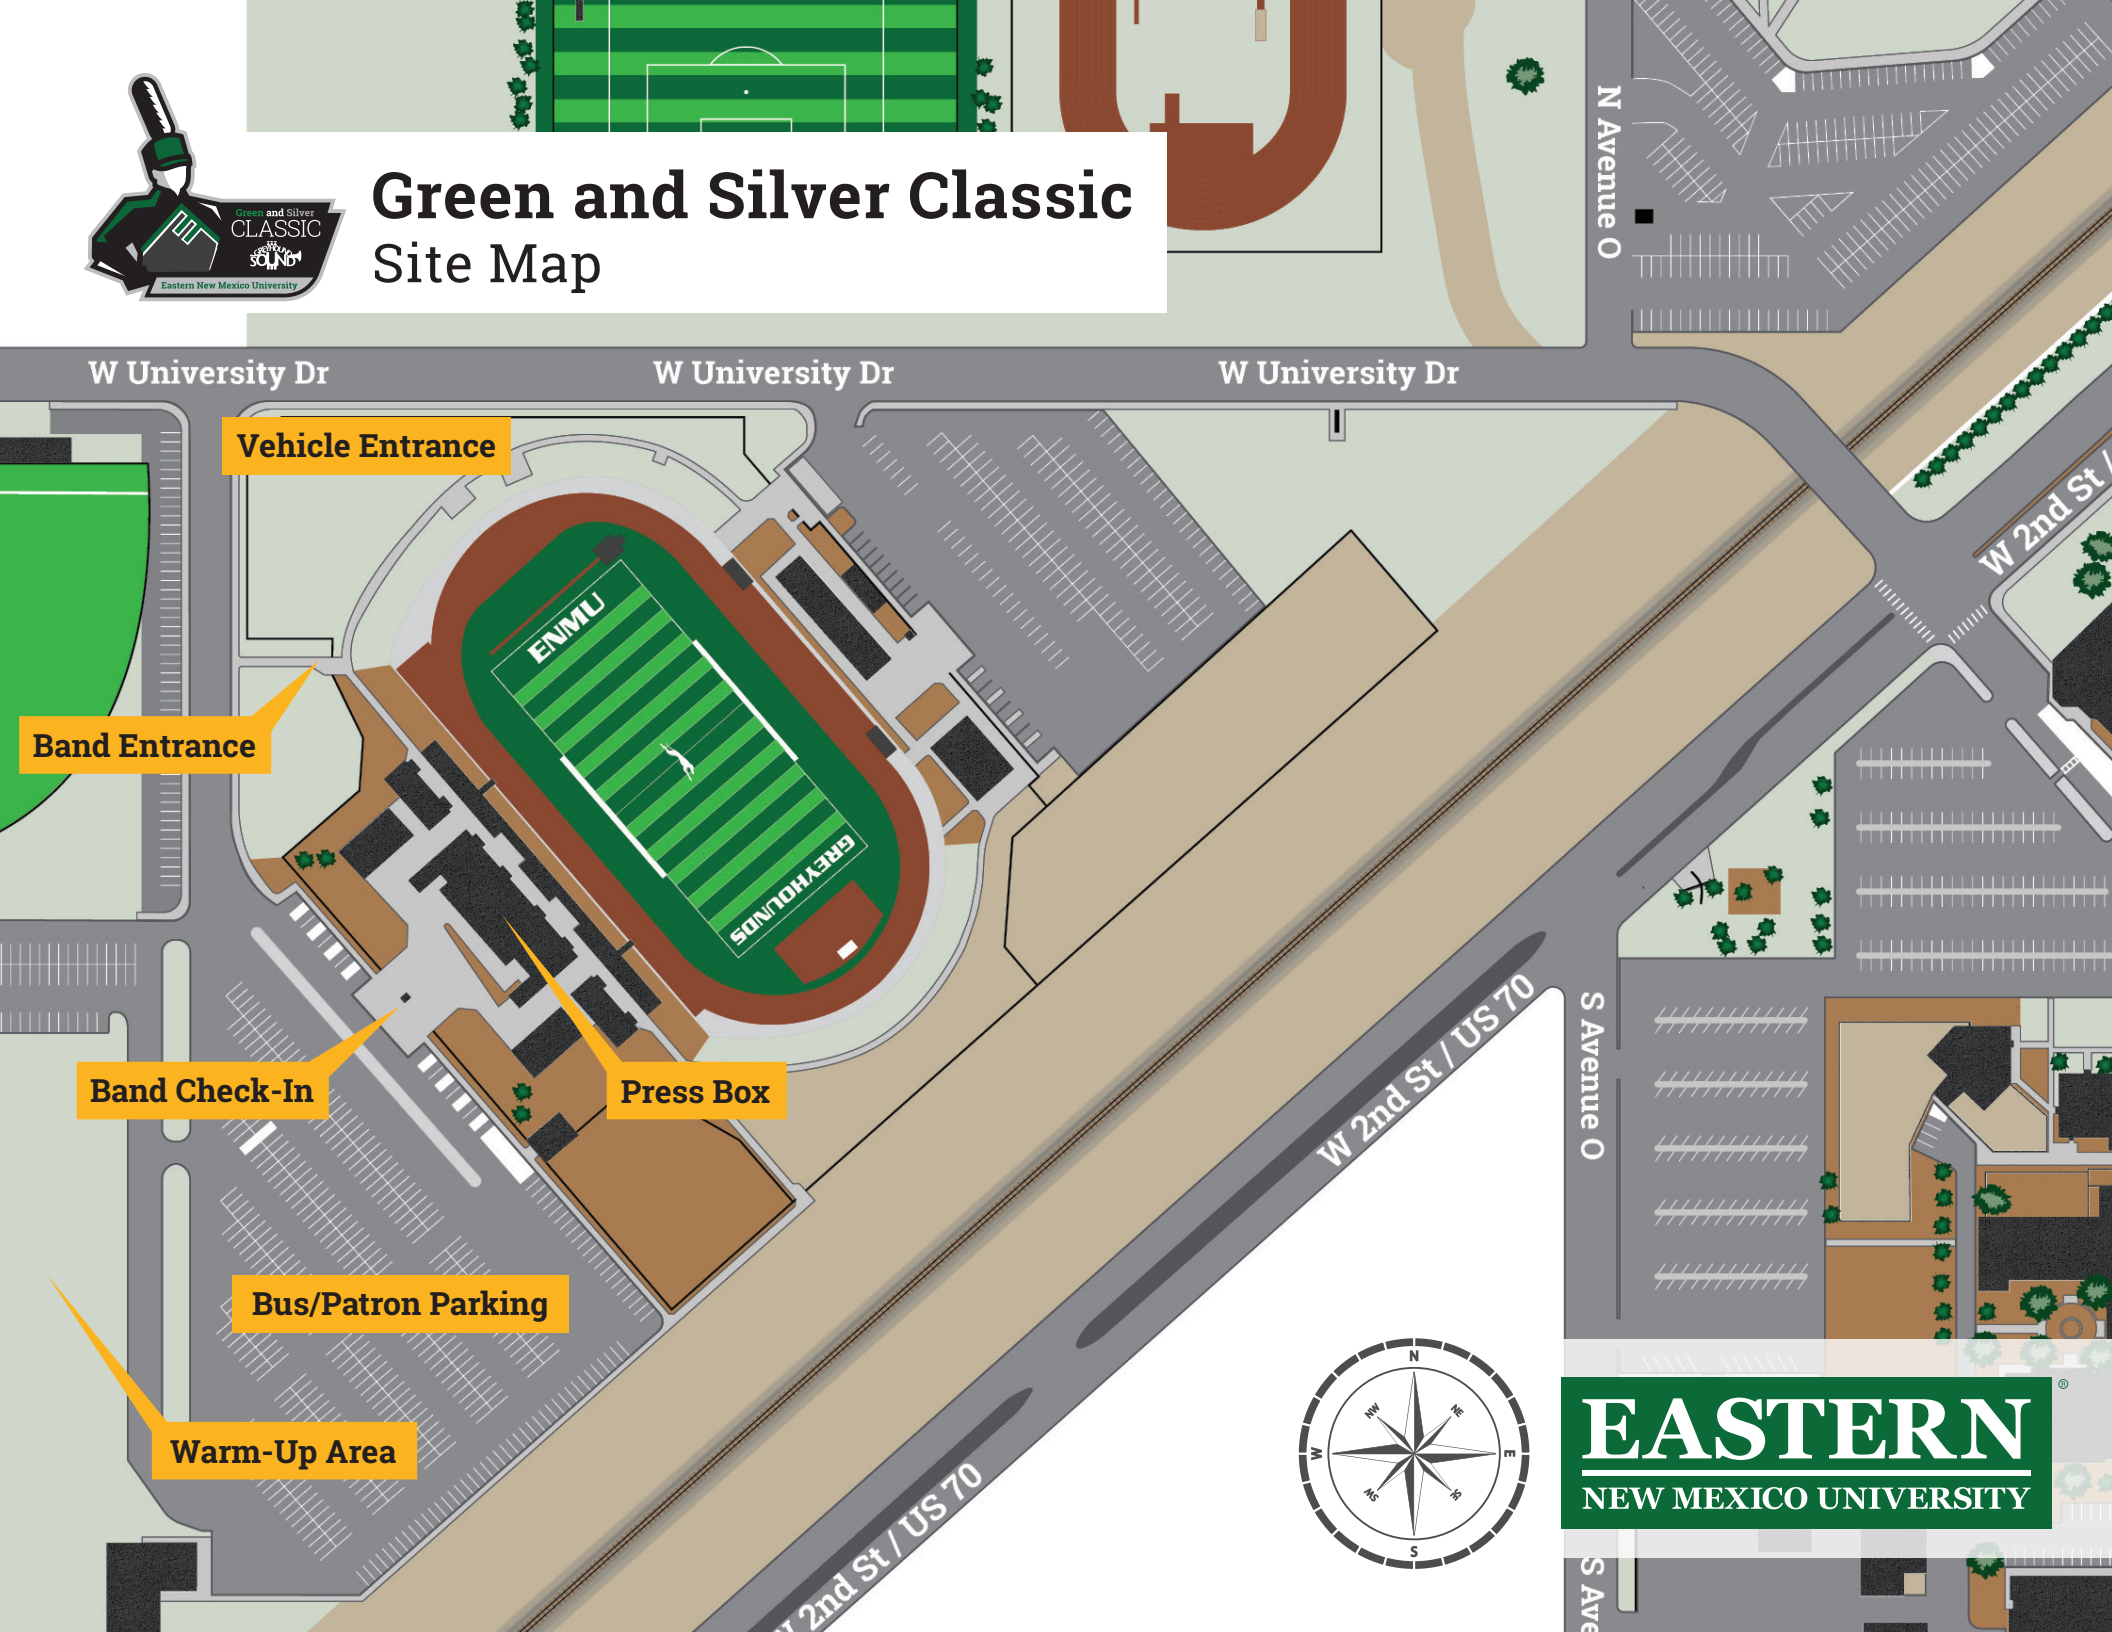 Green and Silver Classic
Site Map
Green and Silver
CLASSIC
THE
GREYHOUND
SOUND
Eastern New Mexico University
N Avenue O
W University Dr
W University Dr
W University Dr
Vehicle Entrance
W 2nd St /
ENMU
Band Entrance
GREYHOUNDS
W 2nd St / US 70
S Avenue O
Band Check-In
Press Box
Bus/Patron Parking
Warm-Up Area
N
NW
NE
W
E
SW
SE
S
EASTERN
®
NEW MEXICO UNIVERSITY
2nd St / US 70
S Ave